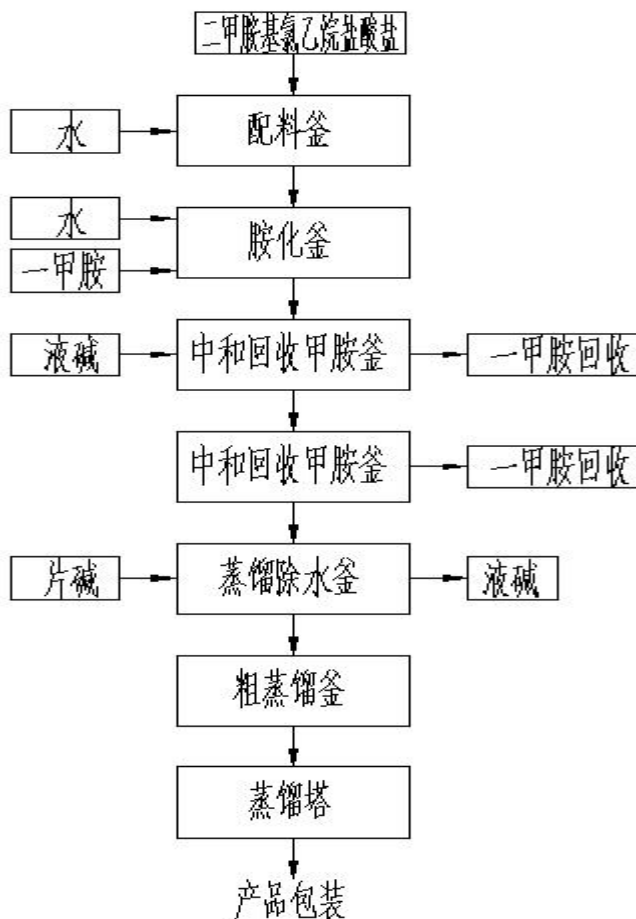 二甲胺基氯乙烷盐酸盐
水
配料釜
水
胺化釜
一甲胺
液碱
中和回收甲胺釜
一甲胺回收
中和回收甲胺釜
一甲胺回收
片碱
蒸馏除水釜
液碱
粗蒸馏釜
蒸馏塔
产品包装